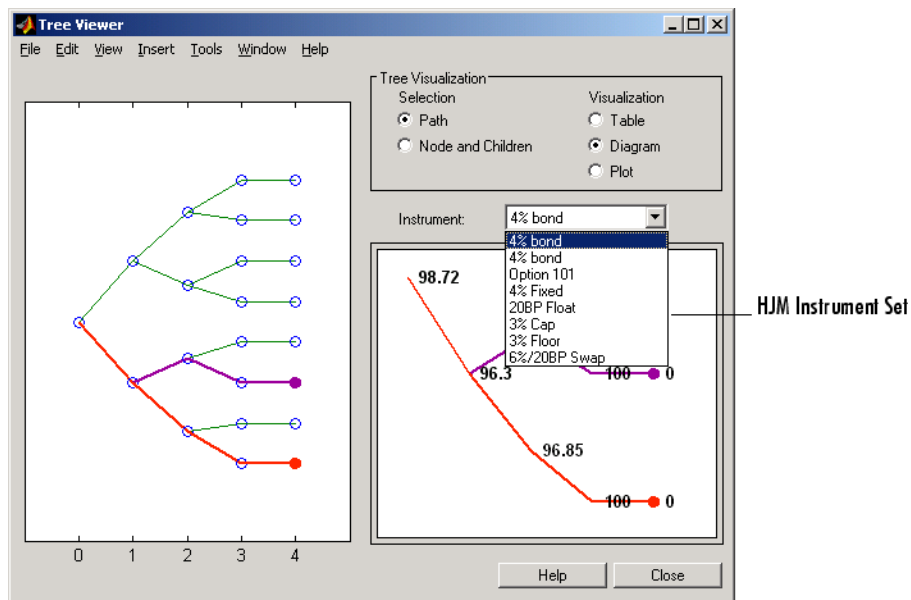 Tree Viewer
File Edit View Insert Tools Window Help
Tree Visualization
Selection Visualization
Path Table
Node and Children Diagram
Plot
Instrument: 4% bond
4% bond
4% bond
Option 101
4% Fixed
20BP Float
3% Cap
3% Floor
6%/20BP Swap
HJM Instrument Set
98.72
96.3 100 0
96.85
100 0
0 1 2 3 4
Help Close